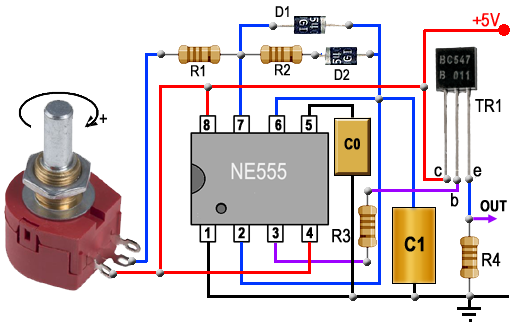 D1
+5V
R1
R2
D2
BC547
B 011
TR1
+
8
7
6
5
C0
NE555
c
b
e
OUT
R3
1
2
3
4
C1
R4